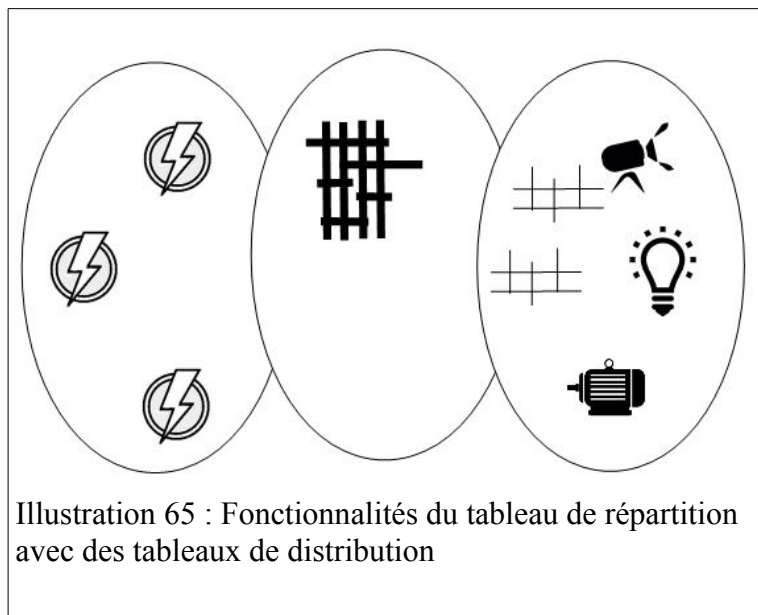 Illustration 65 : Fonctionnalités du tableau de répartition
avec des tableaux de distribution